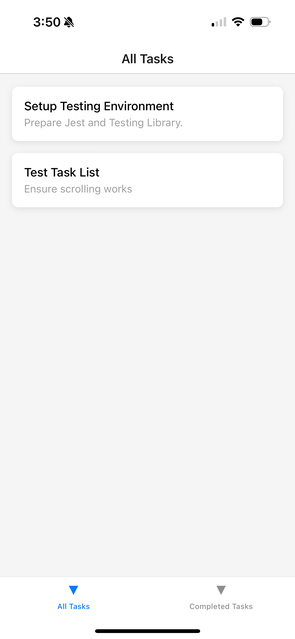 3:50
All Tasks
Setup Testing Environment
Prepare Jest and Testing Library.
Test Task List
Ensure scrolling works
All Tasks
Completed Tasks